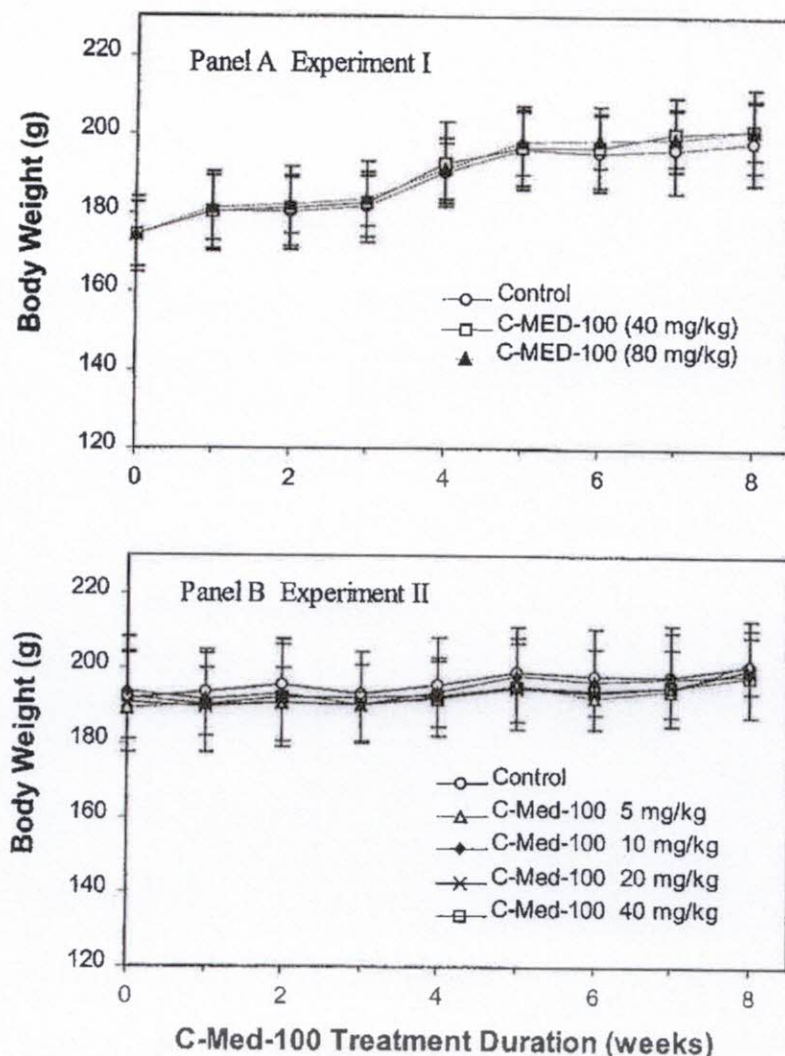 Panel A Experiment I
Body Weight (g)
220
200
180
160
140
120
Control
C-MED-100 (40 mg/kg)
C-MED-100 (80 mg/kg)
0
2
4
6
8
Panel B Experiment II
Body Weight (g)
220
200
180
160
140
120
Control
C-Med-100 5 mg/kg
C-Med-100 10 mg/kg
C-Med-100 20 mg/kg
C-Med-100 40 mg/kg
0
2
4
6
8
C-Med-100 Treatment Duration (weeks)